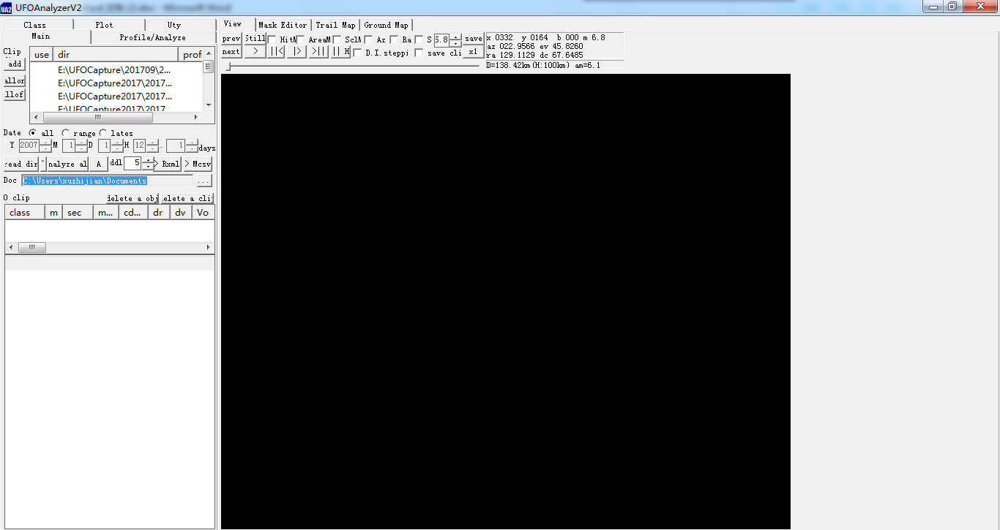 UA2 UFOAnalyzerV2 - Microsoft Word
Class Plot Uty
Main Profile/Analyze
Clip
add
allor
llof
use dir prof
E:\UFOCapture\201709\2...
E:\UFOCapture2017\2017...
E:\UFOCapture2017\2017...
E:\UFOCapture2017\2017
Date all range lates
Y 2007 M 1 D 1 H 12 . 1 days
read dir ^ nalyze al A ddl 5 > Rxml > Mcsv
Doc C:\Users\xuzhijian\Documents ...
0 clip delete a obj elete a cli
class m sec m... cd... dr dv Vo
View Mask Editor Trail Map Ground Map
prev Still HitM AreaM SclM Az Ra S 5.8 save
next > ||< |> >|| || H D.I.steppi save cli x1
x 0332 y 0164 b 000 m 6.8
az 022.9566 ev 45.8260
ra 129.1129 dc 67.6485
D=138.42km(H:100km) am=6.1